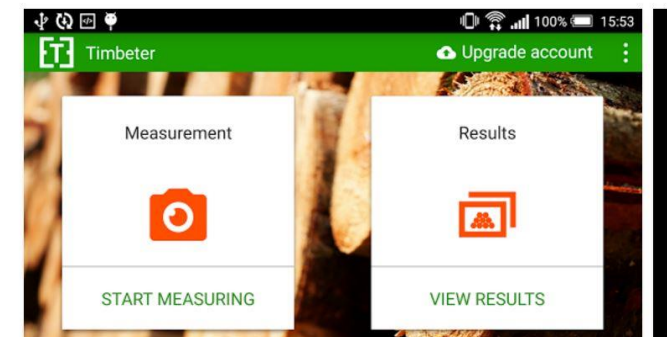 100% 15:53
[T] Timbeter Upgrade account
Measurement Results
START MEASURING VIEW RESULTS